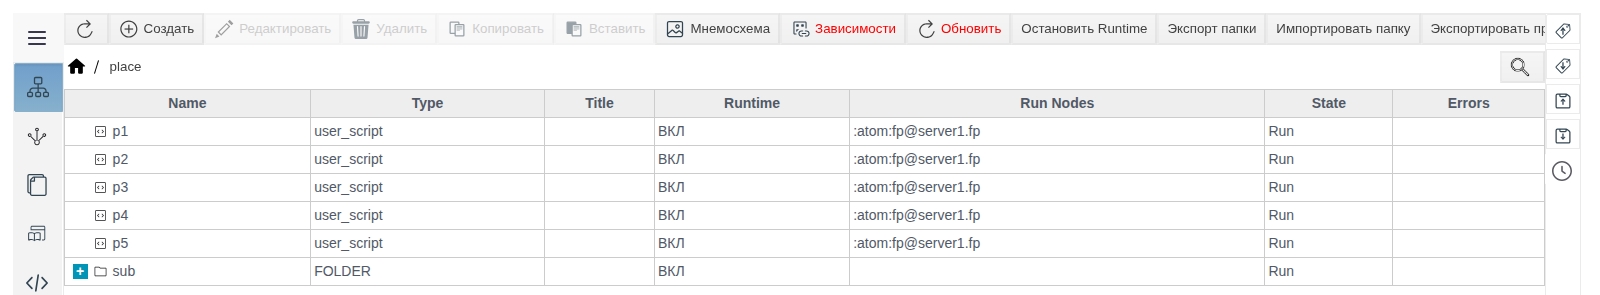 Создать Редактировать Удалить Копировать Вставить Мнемосхема Зависимости Обновить Остановить Runtime Экспорт папки Импортировать папку Экспортировать пр
/ place
Name Type Title Runtime Run Nodes State Errors
p1 user_script ВКЛ :atom:fp@server1.fp Run
p2 user_script ВКЛ :atom:fp@server1.fp Run
p3 user_script ВКЛ :atom:fp@server1.fp Run
p4 user_script ВКЛ :atom:fp@server1.fp Run
p5 user_script ВКЛ :atom:fp@server1.fp Run
sub FOLDER ВКЛ Run